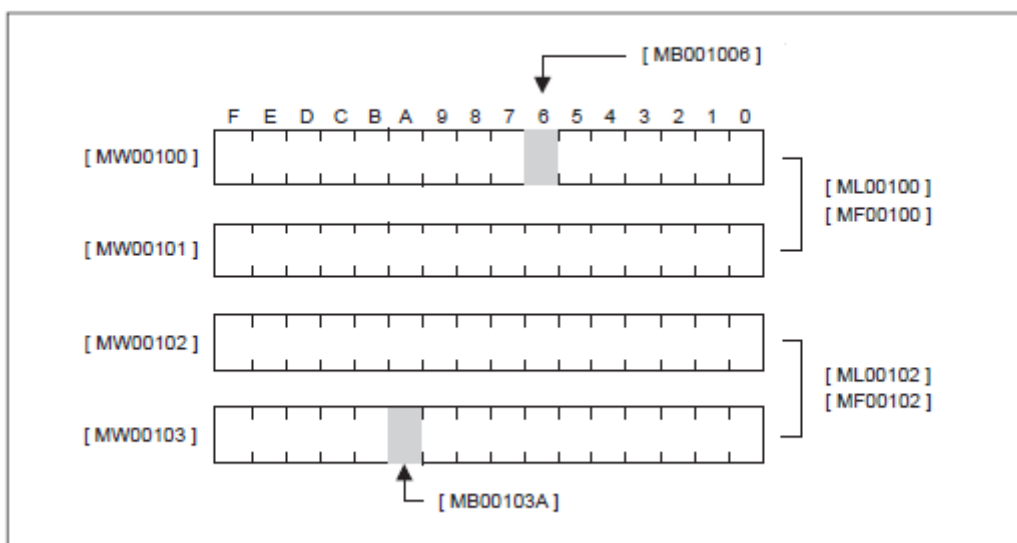 [ MB001006 ]
F E D C B A 9 8 7 6 5 4 3 2 1 0
[ MW00100 ]
[ ML00100 ]
[ MF00100 ]
[ MW00101 ]
[ MW00102 ]
[ ML00102 ]
[ MF00102 ]
[ MW00103 ]
[ MB00103A ]